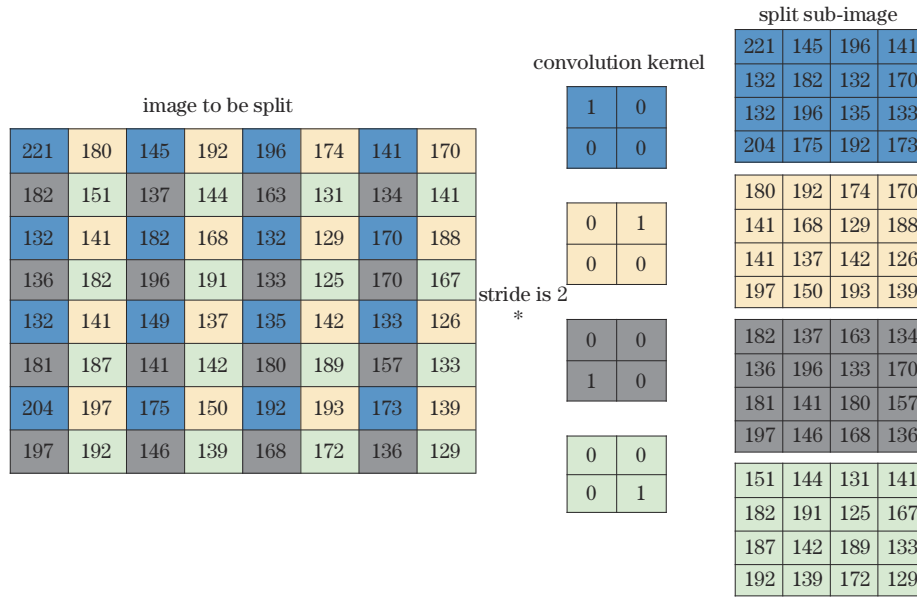 image to be split
221 180 145 192 196 174 141 170
182 151 137 144 163 131 134 141
132 141 182 168 132 129 170 188
136 182 196 191 133 125 170 167
132 141 149 137 135 142 133 126
181 187 141 142 180 189 157 133
204 197 175 150 192 193 173 139
197 192 146 139 168 172 136 129
stride is 2
*
convolution kernel
1 0
0 0
0 1
0 0
0 0
1 0
0 0
0 1
split sub-image
221 145 196 141
132 182 132 170
132 196 135 133
204 175 192 173
180 192 174 170
141 168 129 188
141 137 142 126
197 150 193 139
182 137 163 134
136 196 133 170
181 141 180 157
197 146 168 136
151 144 131 141
182 191 125 167
187 142 189 133
192 139 172 129